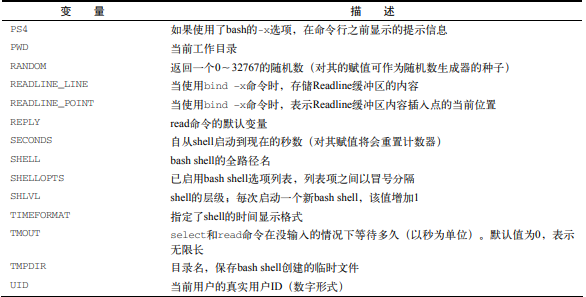 变 量 描 述
PS4 如果使用了bash的-x选项，在命令行之前显示的提示信息
PWD 当前工作目录
RANDOM 返回一个0～32767的随机数（对其的赋值可作为随机数生成器的种子）
READLINE_LINE 当使用bind -x命令时，存储Readline缓冲区的内容
READLINE_POINT 当使用bind -x命令时，表示Readline缓冲区内容插入点的当前位置
REPLY read命令的默认变量
SECONDS 自从shell启动到现在的秒数（对其赋值将会重置计数器）
SHELL bash shell的全路径名
SHELLOPTS 已启用bash shell选项列表，列表项之间以冒号分隔
SHLVL shell的层级；每次启动一个新bash shell，该值增加1
TIMEFORMAT 指定了shell的时间显示格式
TMOUT select和read命令在没输入的情况下等待多久（以秒为单位）。默认值为0，表示
无限长
TMPDIR 目录名，保存bash shell创建的临时文件
UID 当前用户的真实用户ID（数字形式）